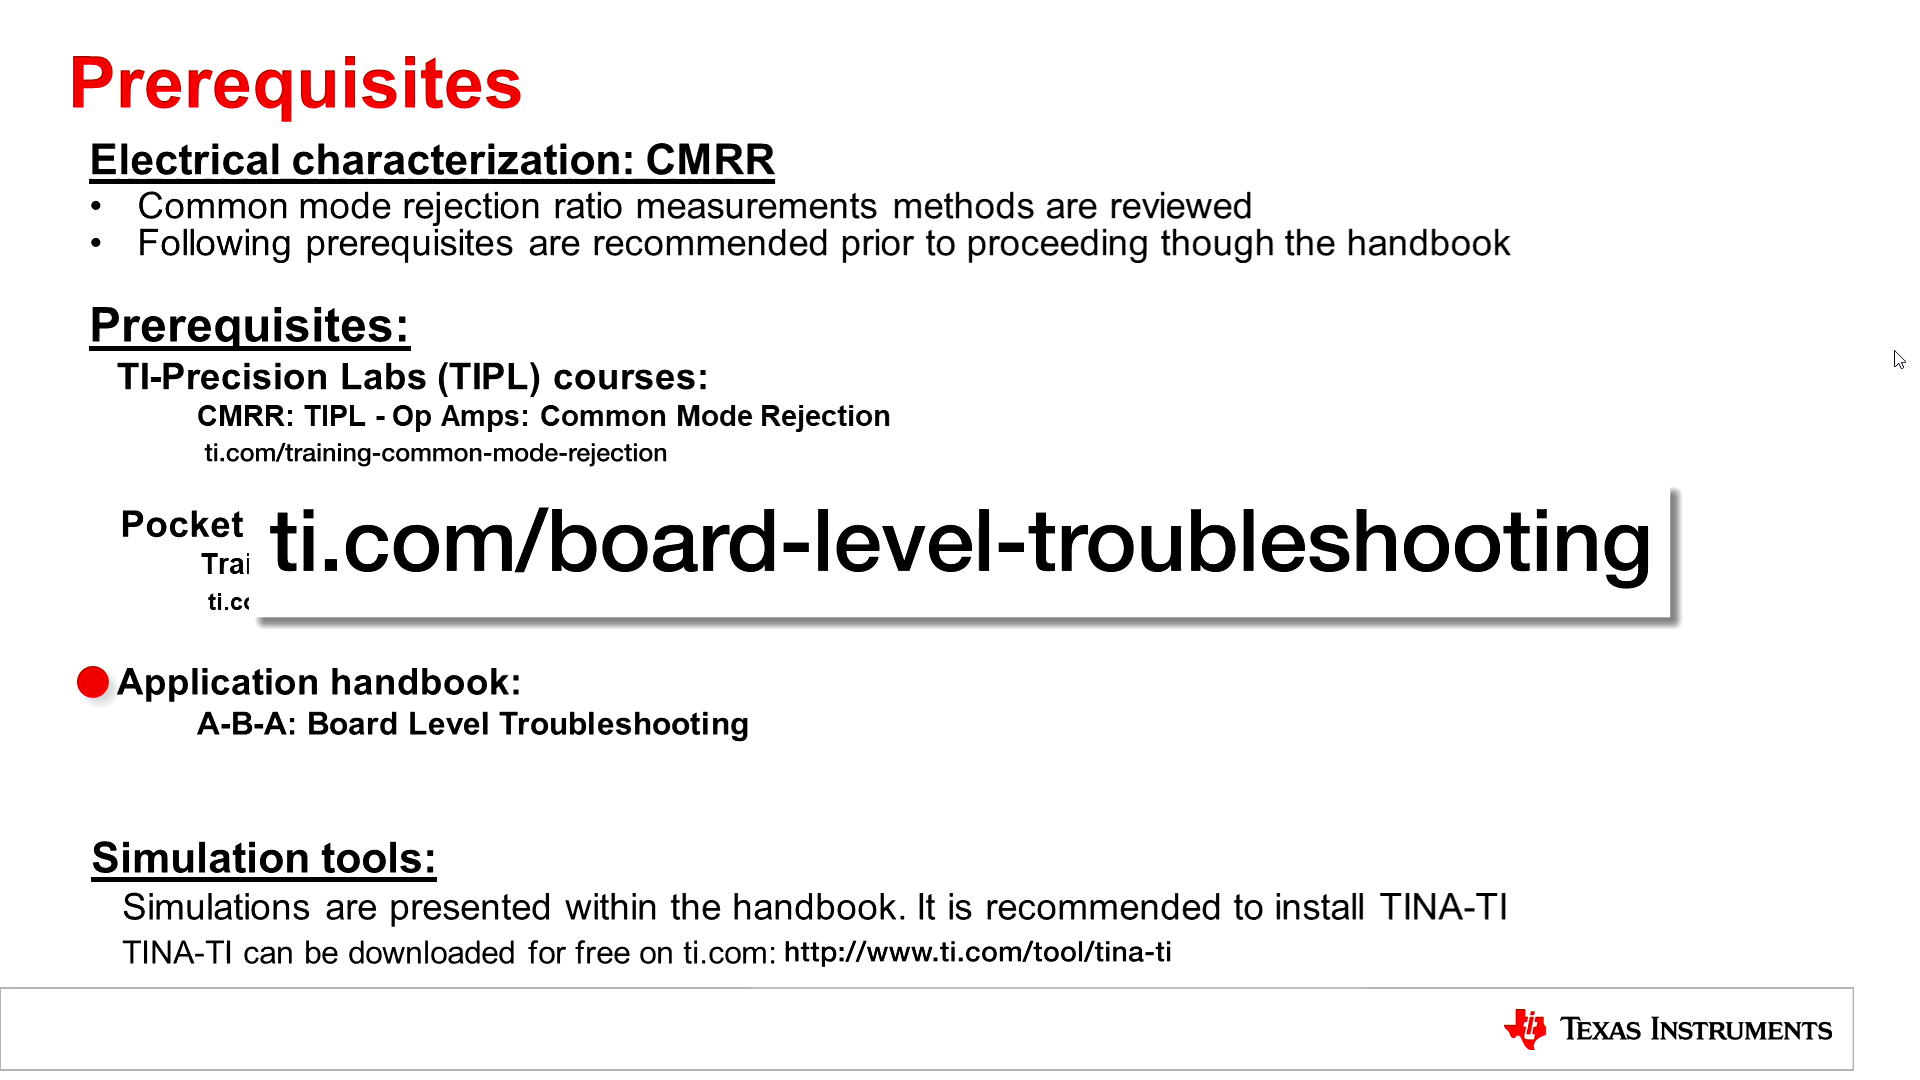 Prerequisites
Electrical characterization: CMRR
• Common mode rejection ratio measurements methods are reviewed
• Following prerequisites are recommended prior to proceeding though the handbook
Prerequisites:
TI-Precision Labs (TIPL) courses:
CMRR: TIPL - Op Amps: Common Mode Rejection
ti.com/training-common-mode-rejection
Pocket
ti.com/board-level-troubleshooting
Application handbook:
A-B-A: Board Level Troubleshooting
Simulation tools:
Simulations are presented within the handbook. It is recommended to install TINA-TI
TINA-TI can be downloaded for free on ti.com: http://www.ti.com/tool/tina-ti
TEXAS INSTRUMENTS